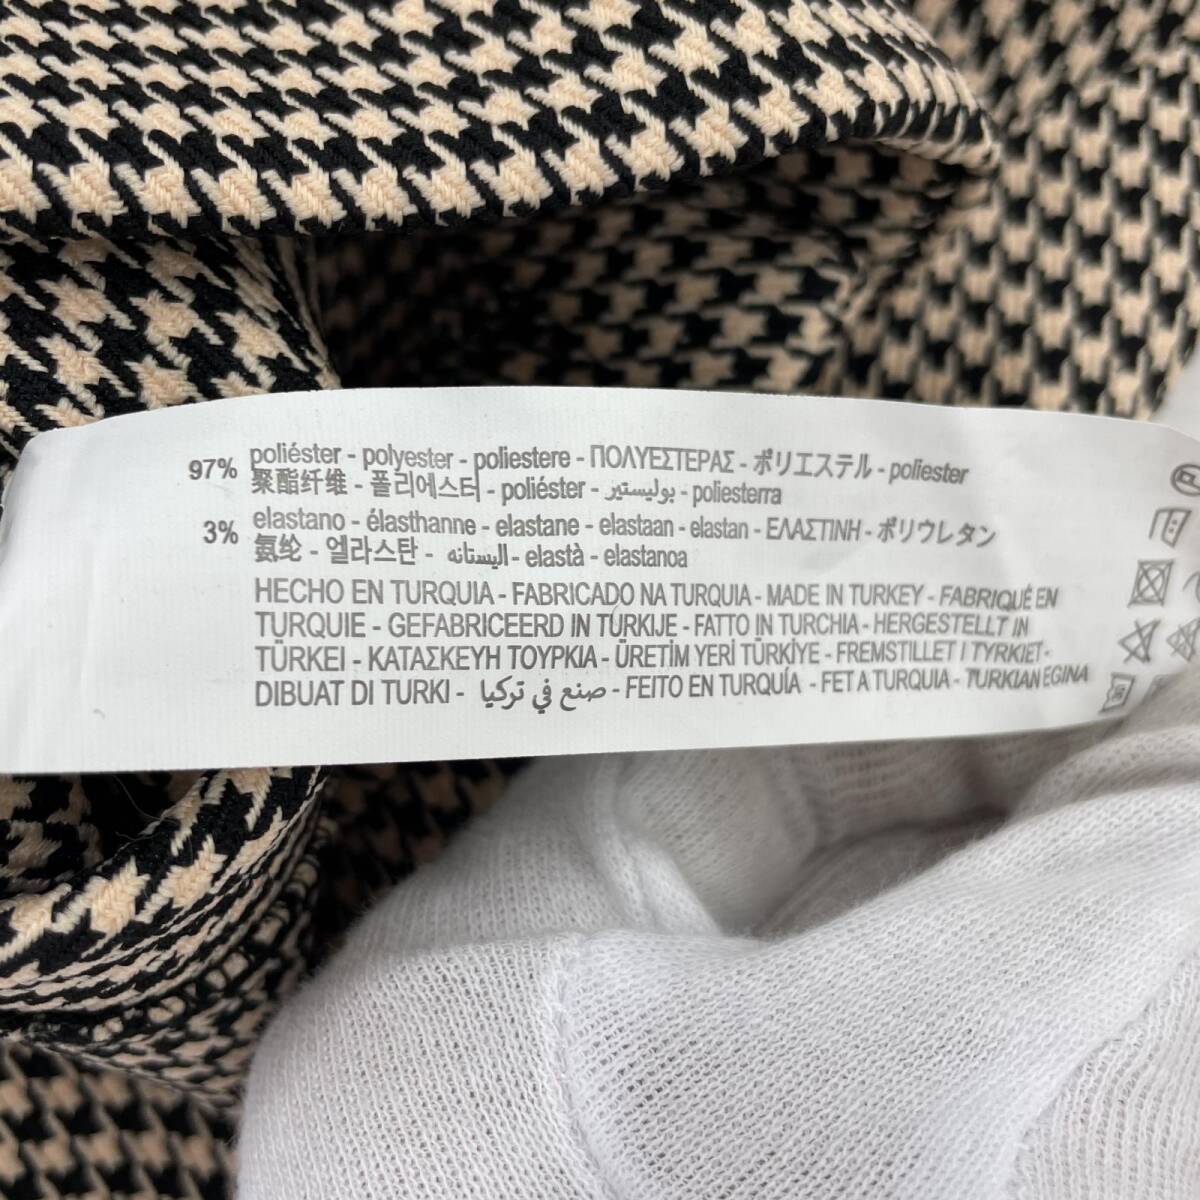 97% poliéster - polyester - poliestere - ΠΟΛΥΕΣΤΕΡΑΣ - ポリエステル - poliester
聚酯纤维 - 폴리에스터 - poliéster - بوليستير - poliesterra
3% elastano - élasthanne - elastane - elastaan - elastan - ΕΛΑΣΤΙΝΗ - ポリウレタン
氨纶 - 엘라스탄 - اليستانه - elastà - elastanoa
HECHO EN TURQUIA - FABRICADO NA TURQUIA - MADE IN TURKEY - FABRIQUÉ EN
TURQUIE - GEFABRICEERD IN TURKIJE - FATTO IN TURCHIA - HERGESTELLT IN
TÜRKEI - ΚΑΤΑΣΚΕΥΗ ΤΟΥΡΚΙΑ - ÜRETİM YERİ TÜRKİYE - FREMSTILLET I TYRKIET -
DIBUAT DI TURKI - صنع في تركيا - FEITO EN TURQUÍA - FET A TURQUIA - TURKIAN EGINA